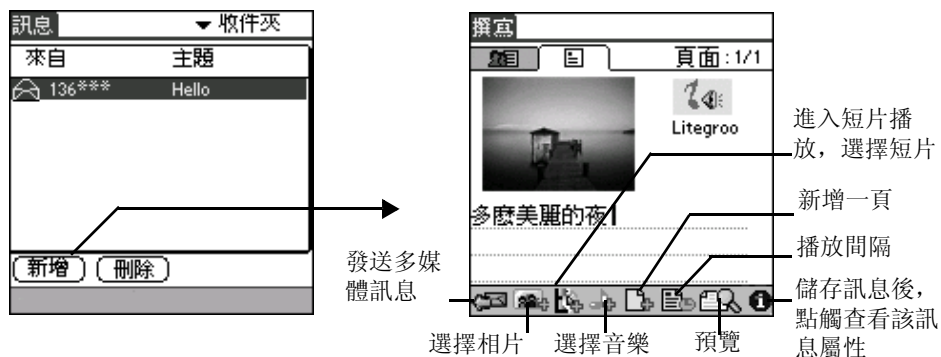 訊息
收件夾
來自 主題
136*** Hello
新增 刪除
撰寫
頁面:1/1
Litegroo
多麼美麗的夜
進入短片播
放，選擇短片
新增一頁
播放間隔
儲存訊息後，
點觸查看該訊
息屬性
發送多媒
體訊息
選擇相片
選擇音樂
預覽